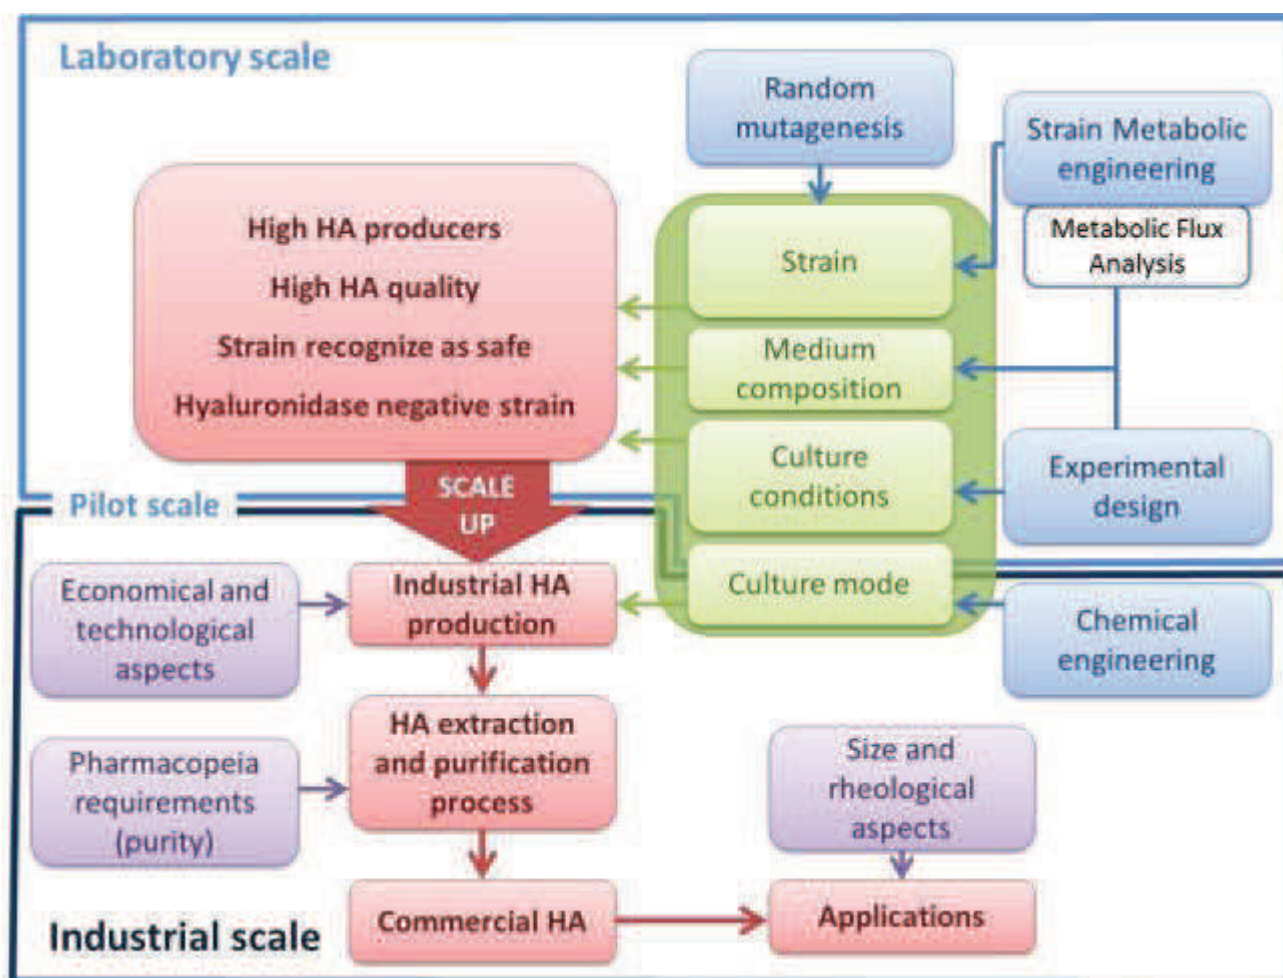 Laboratory scale
Random
mutagenesis
Strain Metabolic
engineering
Metabolic Flux
Analysis
High HA producers
High HA quality
Strain recognize as safe
Hyaluronidase negative strain
Strain
Medium
composition
Culture
conditions
Culture mode
Experimental
design
Chemical
engineering
SCALE
UP
Pilot scale
Economical and
technological
aspects
Industrial HA
production
Pharmacopeia
requirements
(purity)
HA extraction
and purification
process
Size and
rheological
aspects
Commercial HA
Applications
Industrial scale